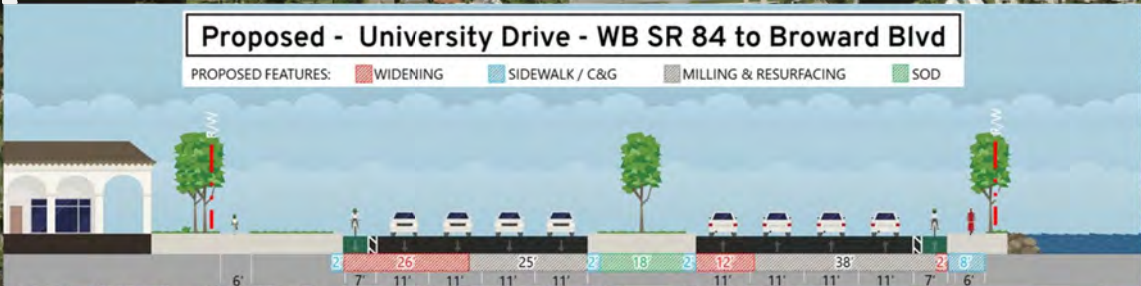 Proposed - University Drive - WB SR 84 to Broward Blvd
PROPOSED FEATURES: WIDENING SIDEWALK / C&G MILLING & RESURFACING SOD
R/W R/W
2' 26' 25' 2' 18' 2' 12' 38' 2' 8'
6' 7' 11' 11' 11' 11' 11' 11' 11' 11' 7' 6'